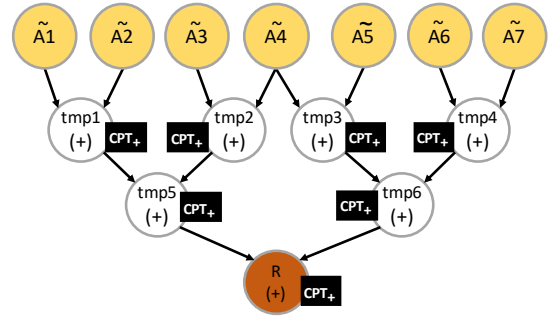 Ã1 Ã2 Ã3 Ã4 Ã5 Ã6 Ã7
tmp1 tmp2 tmp3 tmp4
(+) (+) (+) (+)
CPT₊ CPT₊ CPT₊ CPT₊
tmp5 tmp6
(+) (+)
CPT₊ CPT₊
R
(+)
CPT₊